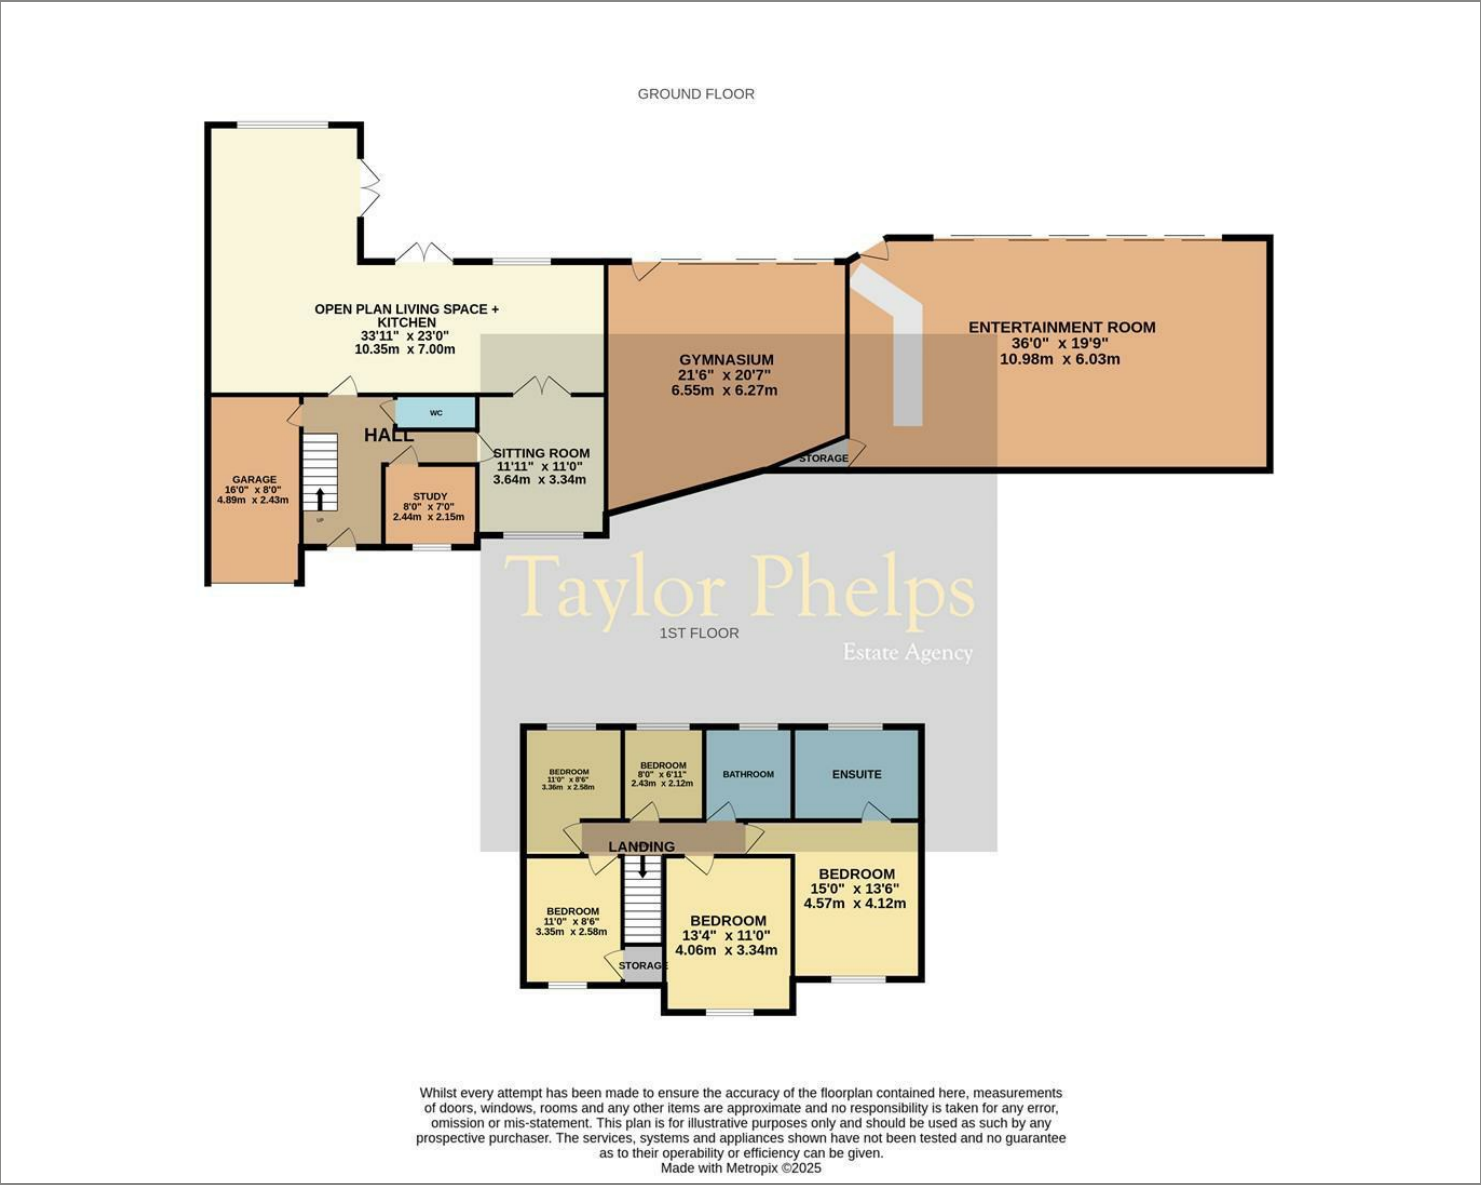 GROUND FLOOR
OPEN PLAN LIVING SPACE +
KITCHEN
33'11" x 23'0"
10.35m x 7.00m
GYMNASIUM
21'6" x 20'7"
6.55m x 6.27m
ENTERTAINMENT ROOM
36'0" x 19'9"
10.98m x 6.03m
WC
HALL
SITTING ROOM
11'11" x 11'0"
3.64m x 3.34m
STORAGE
GARAGE
16'0" x 8'0"
4.89m x 2.43m
STUDY
8'0" x 7'0"
2.44m x 2.15m
UP
Taylor Phelps
Estate Agency
1ST FLOOR
BEDROOM
11'0" x 8'6"
3.36m x 2.58m
BEDROOM
8'0" x 6'11"
2.43m x 2.12m
BATHROOM
ENSUITE
LANDING
BEDROOM
15'0" x 13'6"
4.57m x 4.12m
BEDROOM
11'0" x 8'6"
3.35m x 2.58m
BEDROOM
13'4" x 11'0"
4.06m x 3.34m
STORAGE
Whilst every attempt has been made to ensure the accuracy of the floorplan contained here, measurements
of doors, windows, rooms and any other items are approximate and no responsibility is taken for any error,
omission or mis-statement. This plan is for illustrative purposes only and should be used as such by any
prospective purchaser. The services, systems and appliances shown have not been tested and no guarantee
as to their operability or efficiency can be given.
Made with Metropix ©2025